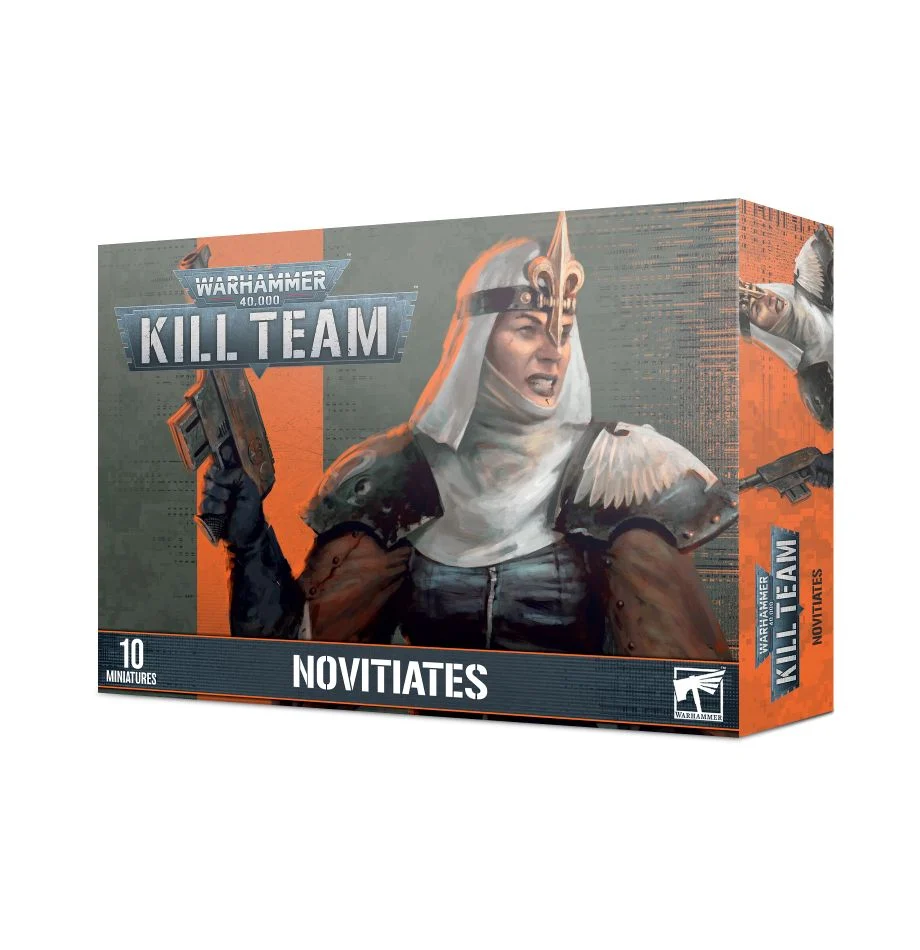 WARHAMMER
40,000
KILL TEAM
10
MINIATURES
NOVITIATES
WARHAMMER
WARHAMMER
40,000
KILL TEAM
NOVITIATES